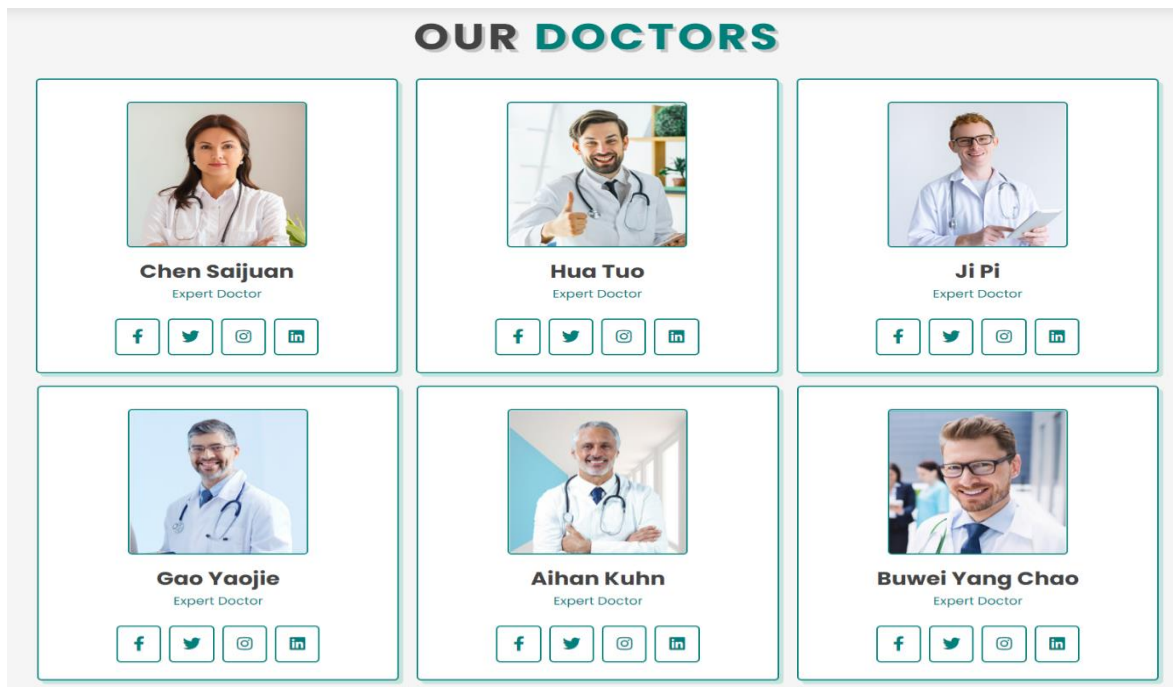 OUR DOCTORS
Chen Saijuan
Expert Doctor
Hua Tuo
Expert Doctor
Ji Pi
Expert Doctor
Gao Yaojie
Expert Doctor
Aihan Kuhn
Expert Doctor
Buwei Yang Chao
Expert Doctor